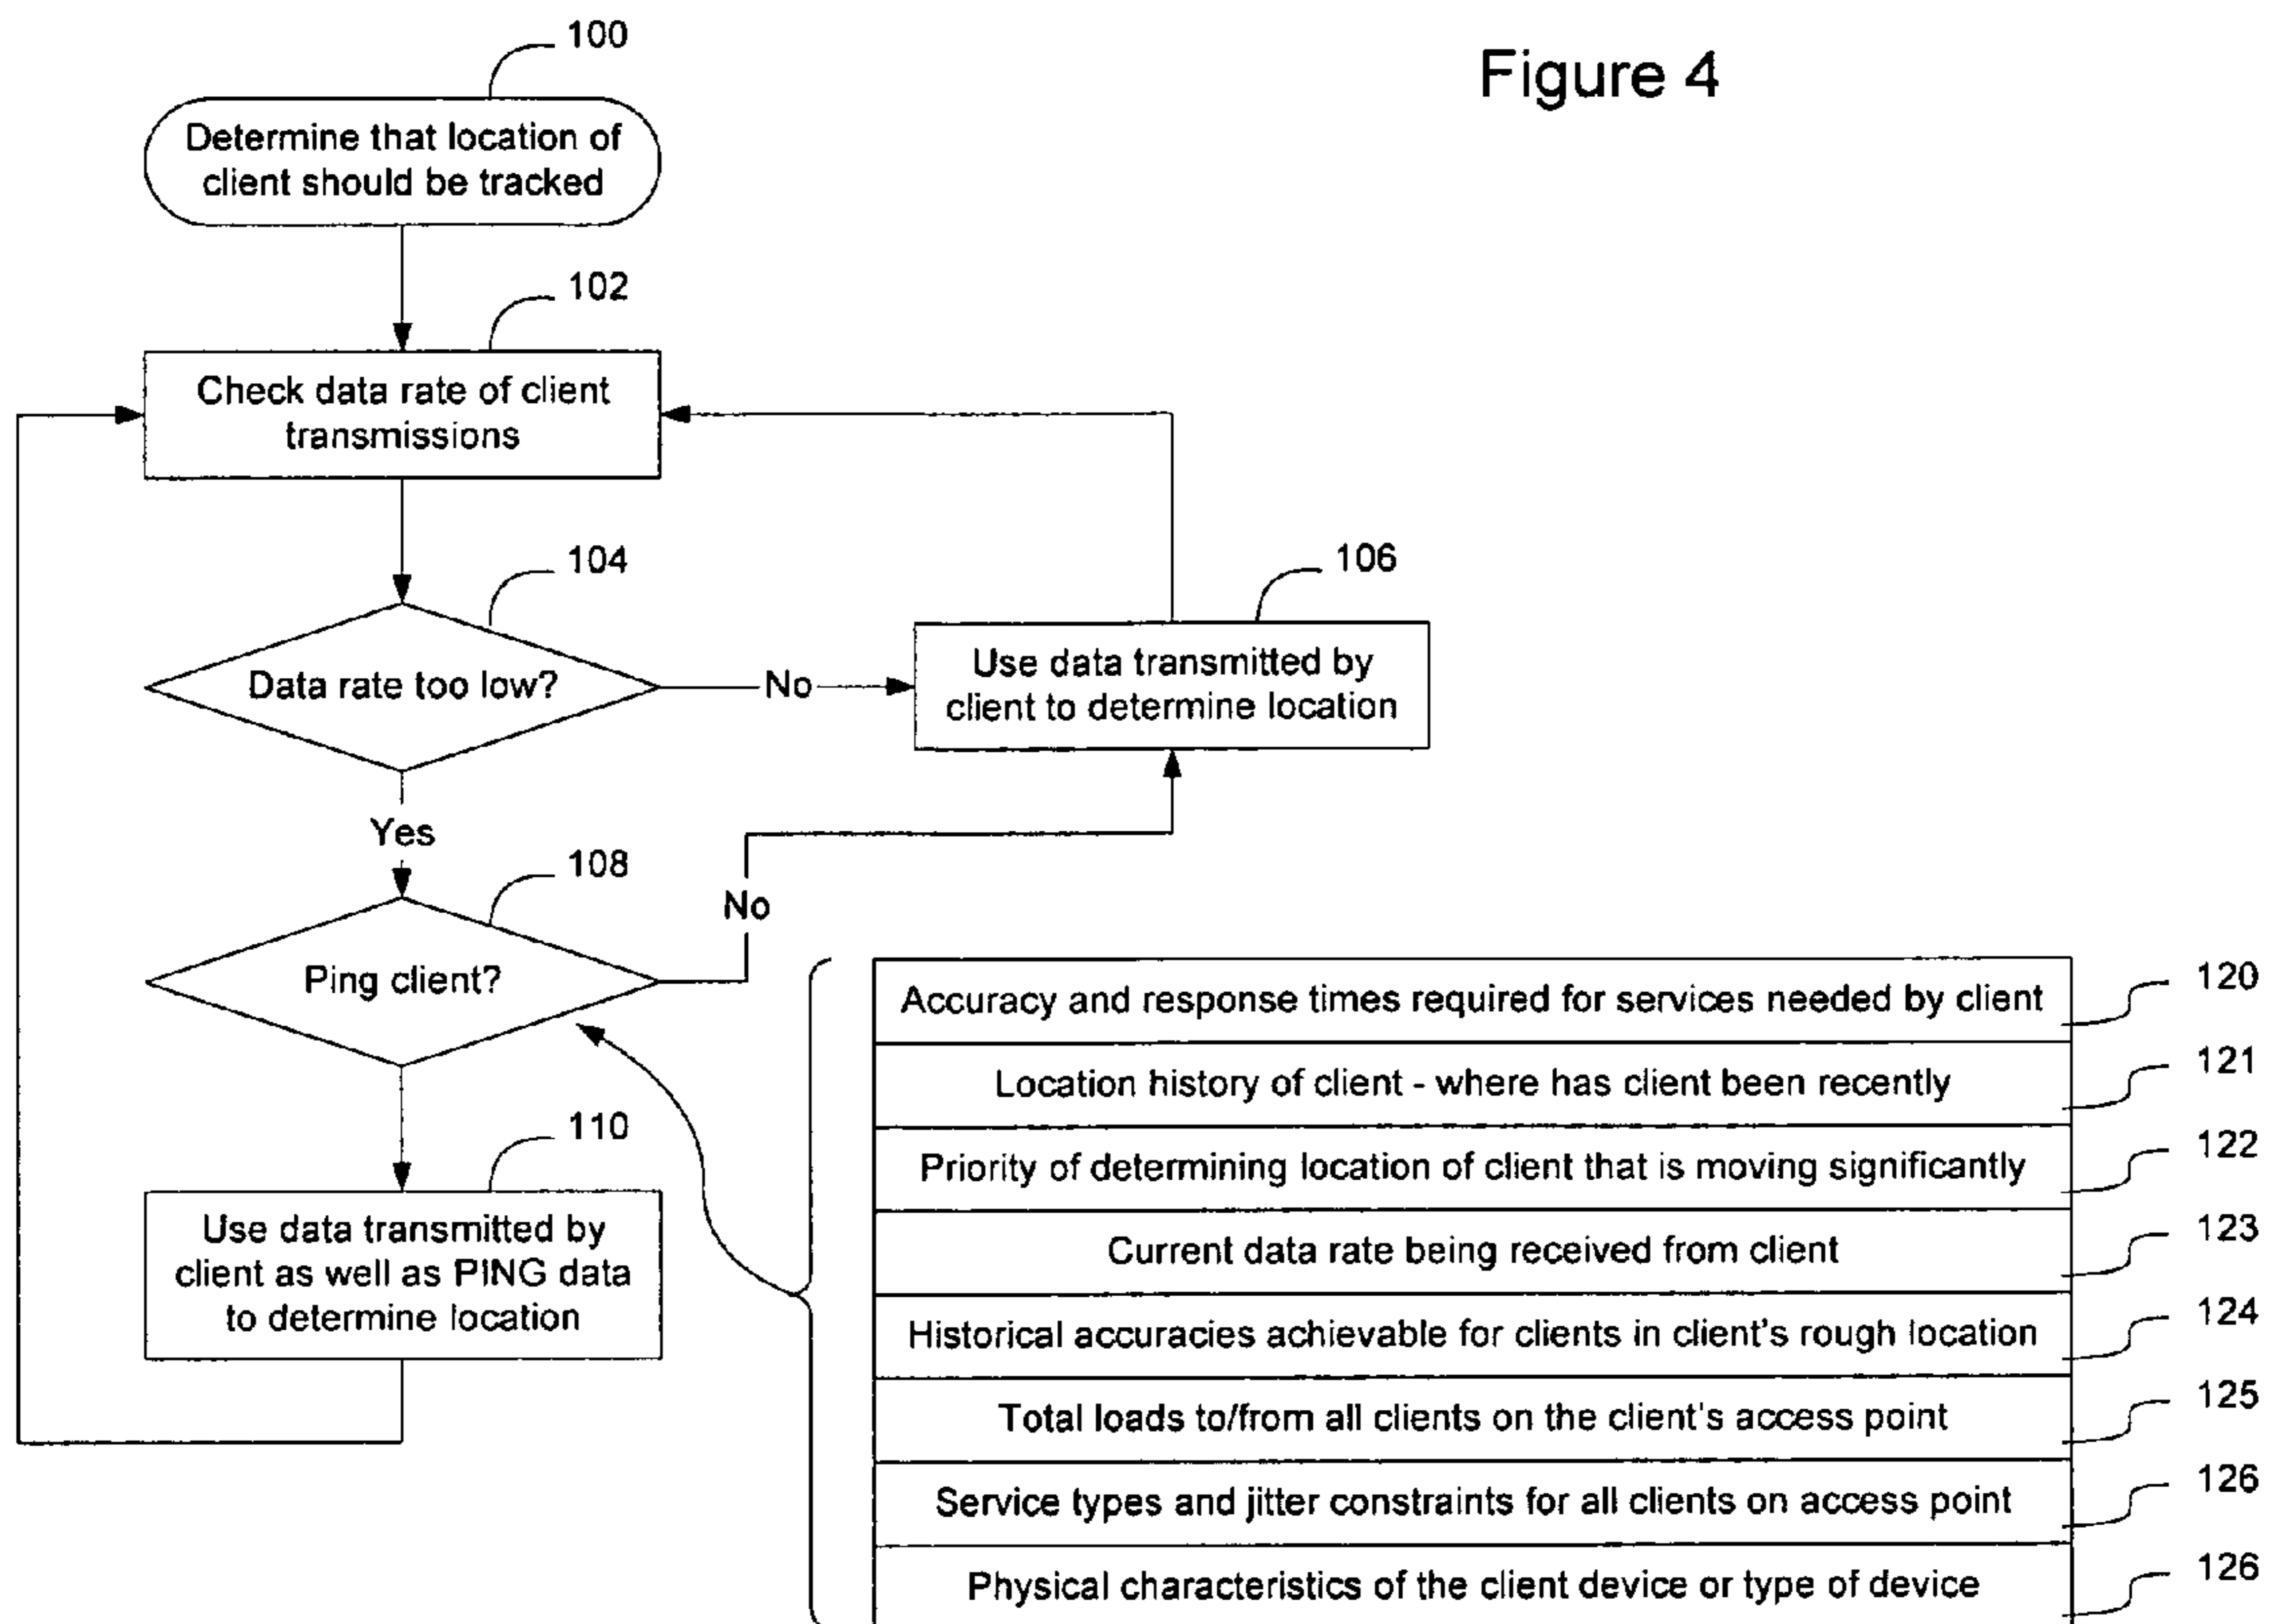 Figure 4
100
Determine that location of
client should be tracked
102
Check data rate of client
transmissions
104
Data rate too low?
No
106
Use data transmitted by
client to determine location
Yes
108
Ping client?
No
110
Use data transmitted by
client as well as PING data
to determine location
Accuracy and response times required for services needed by client
120
Location history of client - where has client been recently
121
Priority of determining location of client that is moving significantly
122
Current data rate being received from client
123
Historical accuracies achievable for clients in client's rough location
124
Total loads to/from all clients on the client's access point
125
Service types and jitter constraints for all clients on access point
126
Physical characteristics of the client device or type of device
126